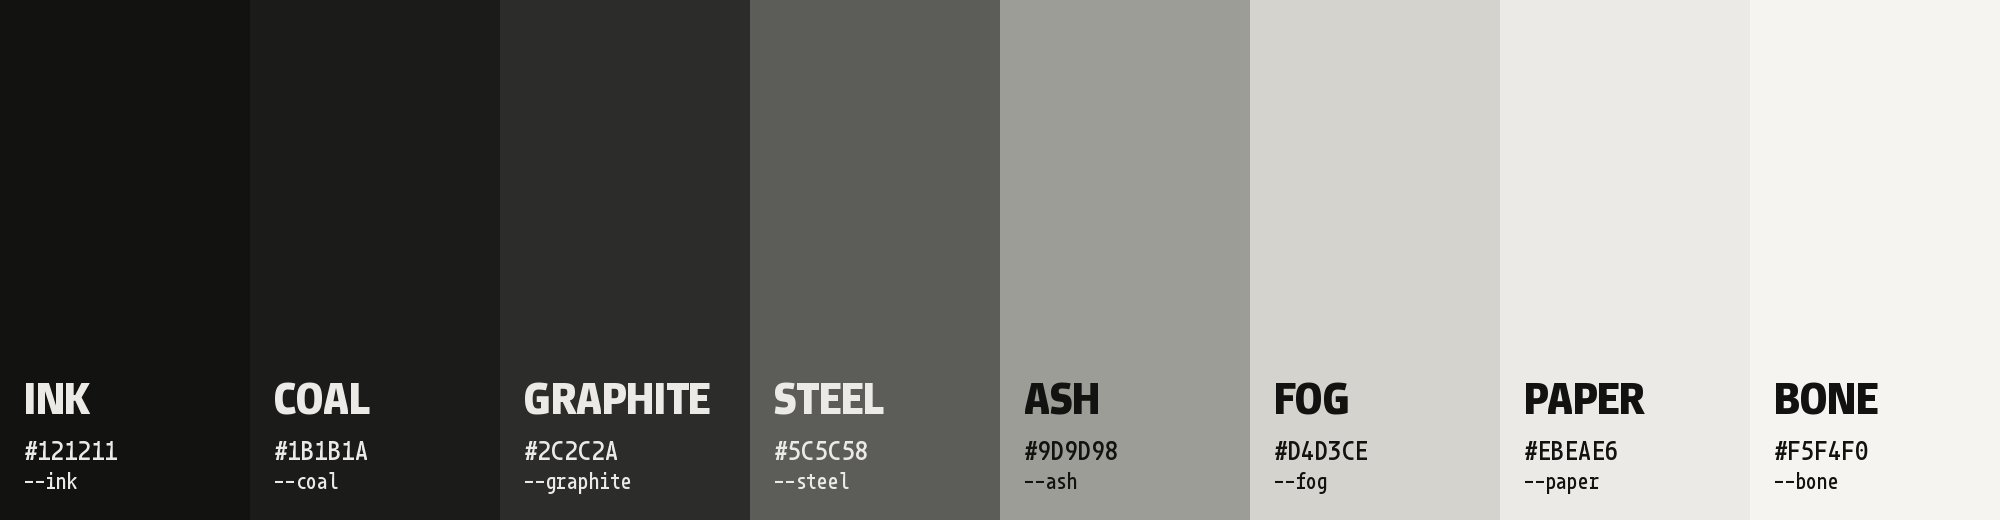 INK
#121211
--ink
COAL
#1B1B1A
--coal
GRAPHITE
#2C2C2A
--graphite
STEEL
#5C5C58
--steel
ASH
#9D9D98
--ash
FOG
#D4D3CE
--fog
PAPER
#EBEAE6
--paper
BONE
#F5F4F0
--bone